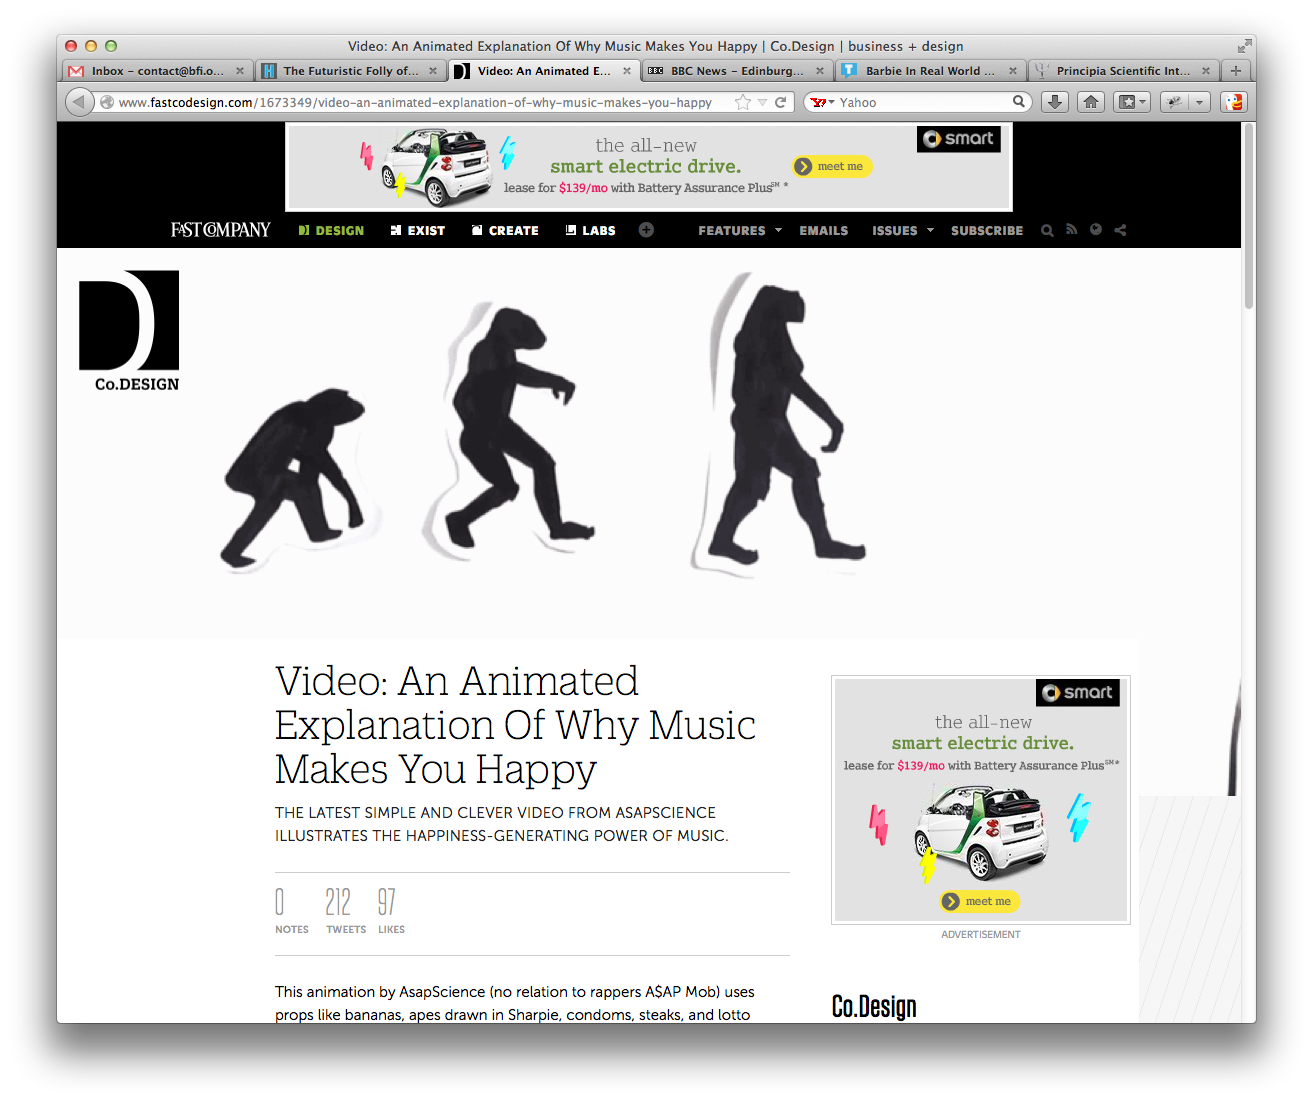 Video: An Animated Explanation Of Why Music Makes You Happy | Co.Design | business + design
Inbox – contact@bfi.o...
The Futuristic Folly of...
Video: An Animated E...
BBC News – Edinburg...
Barbie In Real World ...
Principia Scientific Int...
www.fastcodesign.com/1673349/video-an-animated-explanation-of-why-music-makes-you-happy
Yahoo
the all-new
smart electric drive.
lease for $139/mo with Battery Assurance Plus℠ *
meet me
smart
FAST COMPANY
DESIGN
EXIST
CREATE
LABS
FEATURES
EMAILS
ISSUES
SUBSCRIBE
Co.DESIGN
Video: An Animated
Explanation Of Why Music
Makes You Happy
THE LATEST SIMPLE AND CLEVER VIDEO FROM ASAPSCIENCE
ILLUSTRATES THE HAPPINESS-GENERATING POWER OF MUSIC.
0 212 97
NOTES TWEETS LIKES
This animation by AsapScience (no relation to rappers A$AP Mob) uses
props like bananas, apes drawn in Sharpie, condoms, steaks, and lotto
smart
the all-new
smart electric drive.
lease for $139/mo with Battery Assurance Plus℠*
meet me
ADVERTISEMENT
Co.Design